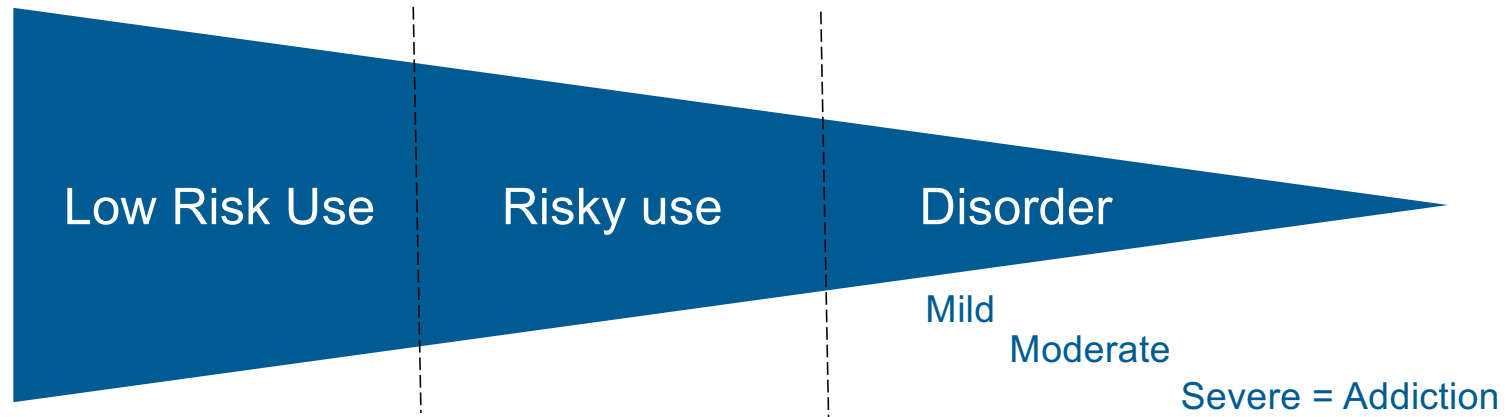 Low Risk Use
Risky use
Disorder
Mild
Moderate
Severe = Addiction